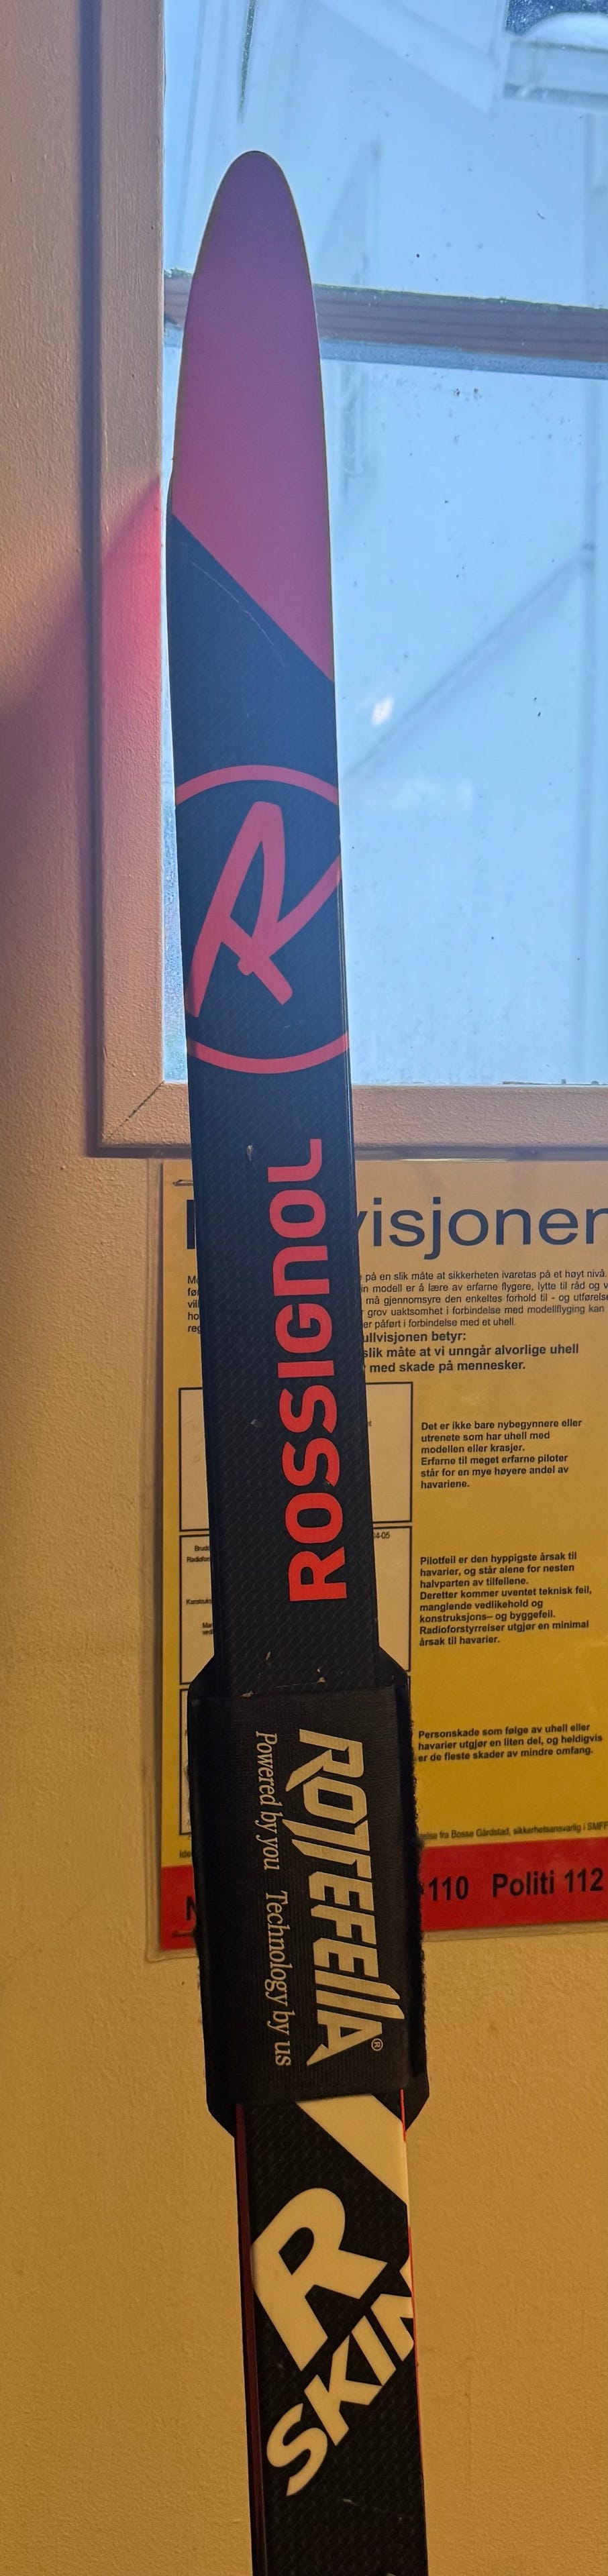 R
ROSSIGNOL
ROTTEFELLA®
Powered by you Technology by us
R
SKIN
visjonen
på en slik måte at sikkerheten ivaretas på et høyt nivå.
modell er å lære av erfarne flygere, lytte til råd og
må gjennomsyre den enkeltes forhold til - og
grov uaktsomhet i forbindelse med modellflyging kan
er påført i forbindelse med et uhell.
ullvisjonen betyr:
slik måte at vi unngår alvorlige uhell
med skade på mennesker.
Det er ikke bare nybegynnere eller
utrenete som har uhell med
modellen eller krasjer.
Erfarne til meget erfarne piloter
står for en mye høyere andel av
havariene.
Pilotfeil er den hyppigste årsak til
havarier, og står alene for nesten
halvparten av tilfellene.
Deretter kommer uventet teknisk feil,
manglende vedlikehold og
konstruksjons– og byggefeil.
Radioforstyrrelser utgjør en minimal
årsak til havarier.
Personskade som følge av uhell eller
havarier utgjør en liten del, og heldigvis
er de fleste skader av mindre omfang.
fra Bosse Gårdstad, sikkerhetsansvarlig i SMFF
110 Politi 112